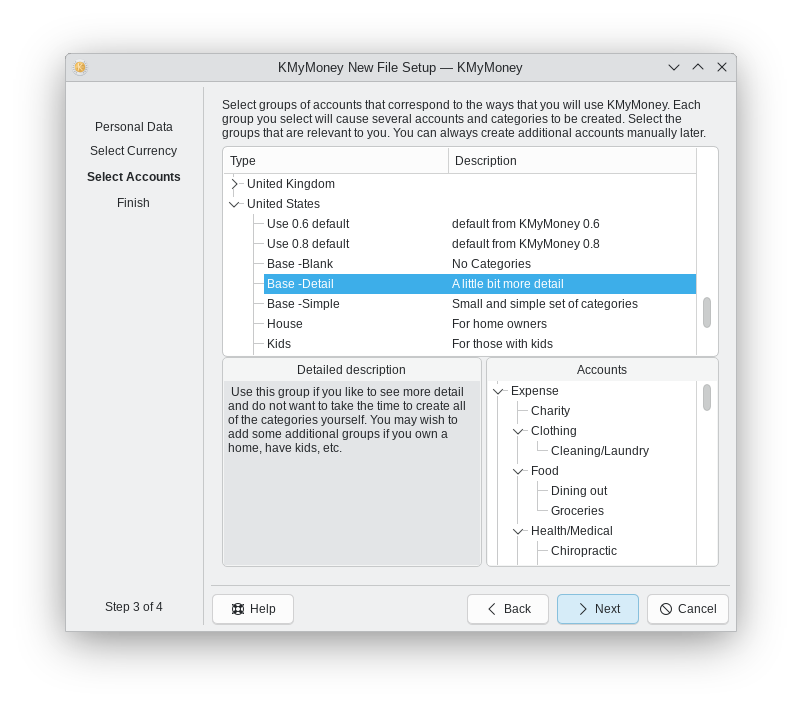 KMyMoney New File Setup — KMyMoney
Personal Data
Select Currency
Select Accounts
Finish
Step 3 of 4
Select groups of accounts that correspond to the ways that you will use KMyMoney. Each
group you select will cause several accounts and categories to be created. Select the
groups that are relevant to you. You can always create additional accounts manually later.
Type Description
United Kingdom
United States
Use 0.6 default default from KMyMoney 0.6
Use 0.8 default default from KMyMoney 0.8
Base -Blank No Categories
Base -Detail A little bit more detail
Base -Simple Small and simple set of categories
House For home owners
Kids For those with kids
Detailed description
Use this group if you like to see more detail
and do not want to take the time to create all
of the categories yourself. You may wish to
add some additional groups if you own a
home, have kids, etc.
Accounts
Expense
Charity
Clothing
Cleaning/Laundry
Food
Dining out
Groceries
Health/Medical
Chiropractic
Help Back Next Cancel